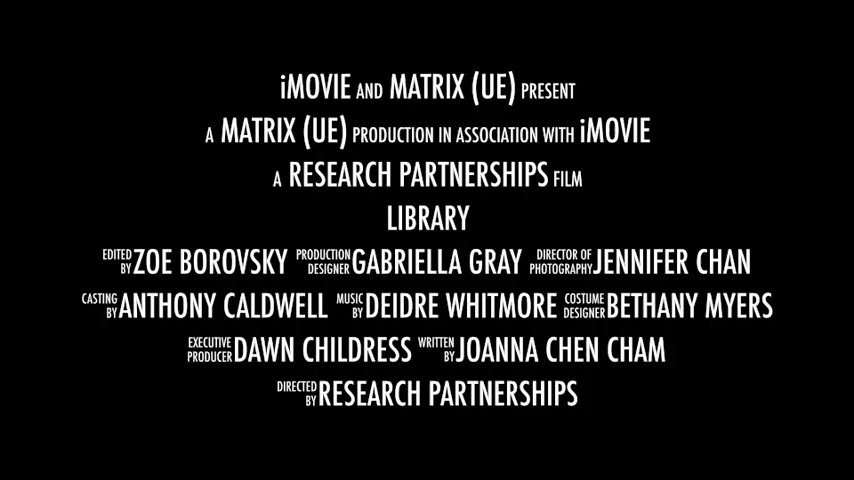 iMOVIE AND MATRIX (UE) PRESENT
A MATRIX (UE) PRODUCTION IN ASSOCIATION WITH iMOVIE
A RESEARCH PARTNERSHIPS FILM
LIBRARY
EDITED BY ZOE BOROVSKY PRODUCTION DESIGNER GABRIELLA GRAY DIRECTOR OF PHOTOGRAPHY JENNIFER CHAN
CASTING BY ANTHONY CALDWELL MUSIC BY DEIDRE WHITMORE COSTUME DESIGNER BETHANY MYERS
EXECUTIVE PRODUCER DAWN CHILDRESS WRITTEN BY JOANNA CHEN CHAM
DIRECTED BY RESEARCH PARTNERSHIPS